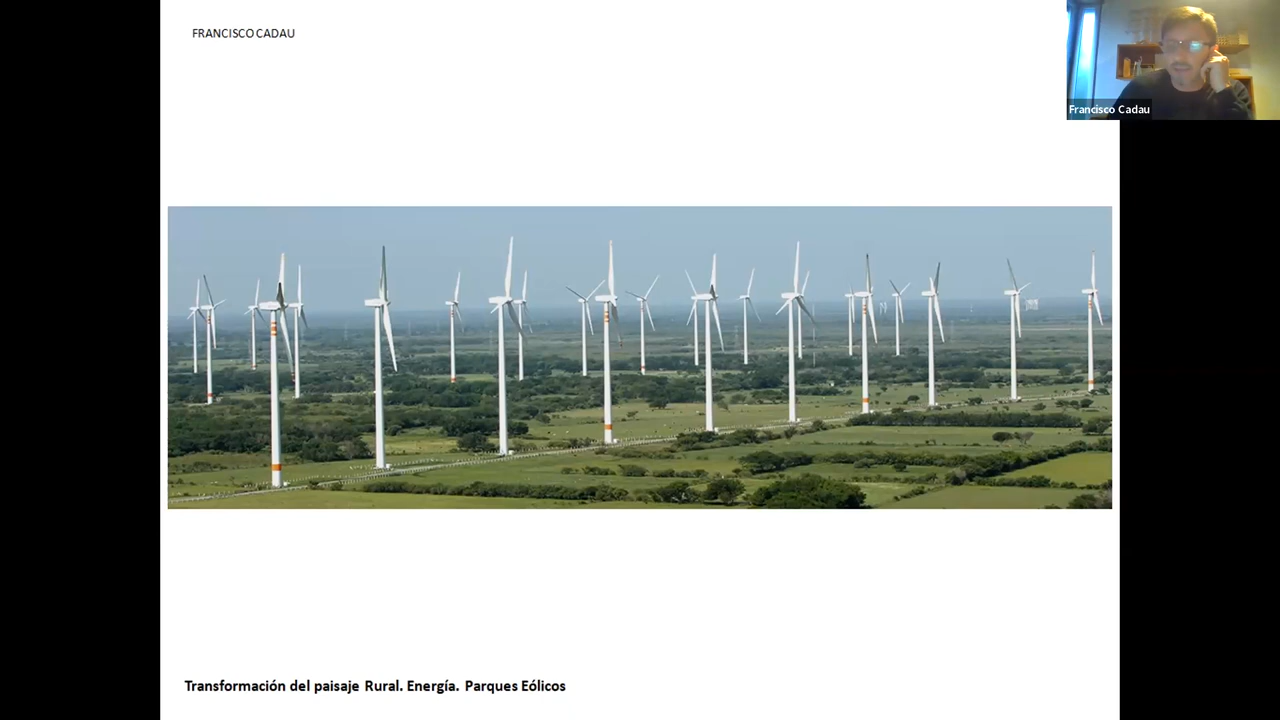 FRANCISCO CADAU
Francisco Cadau
Transformación del paisaje Rural. Energía. Parques Eólicos